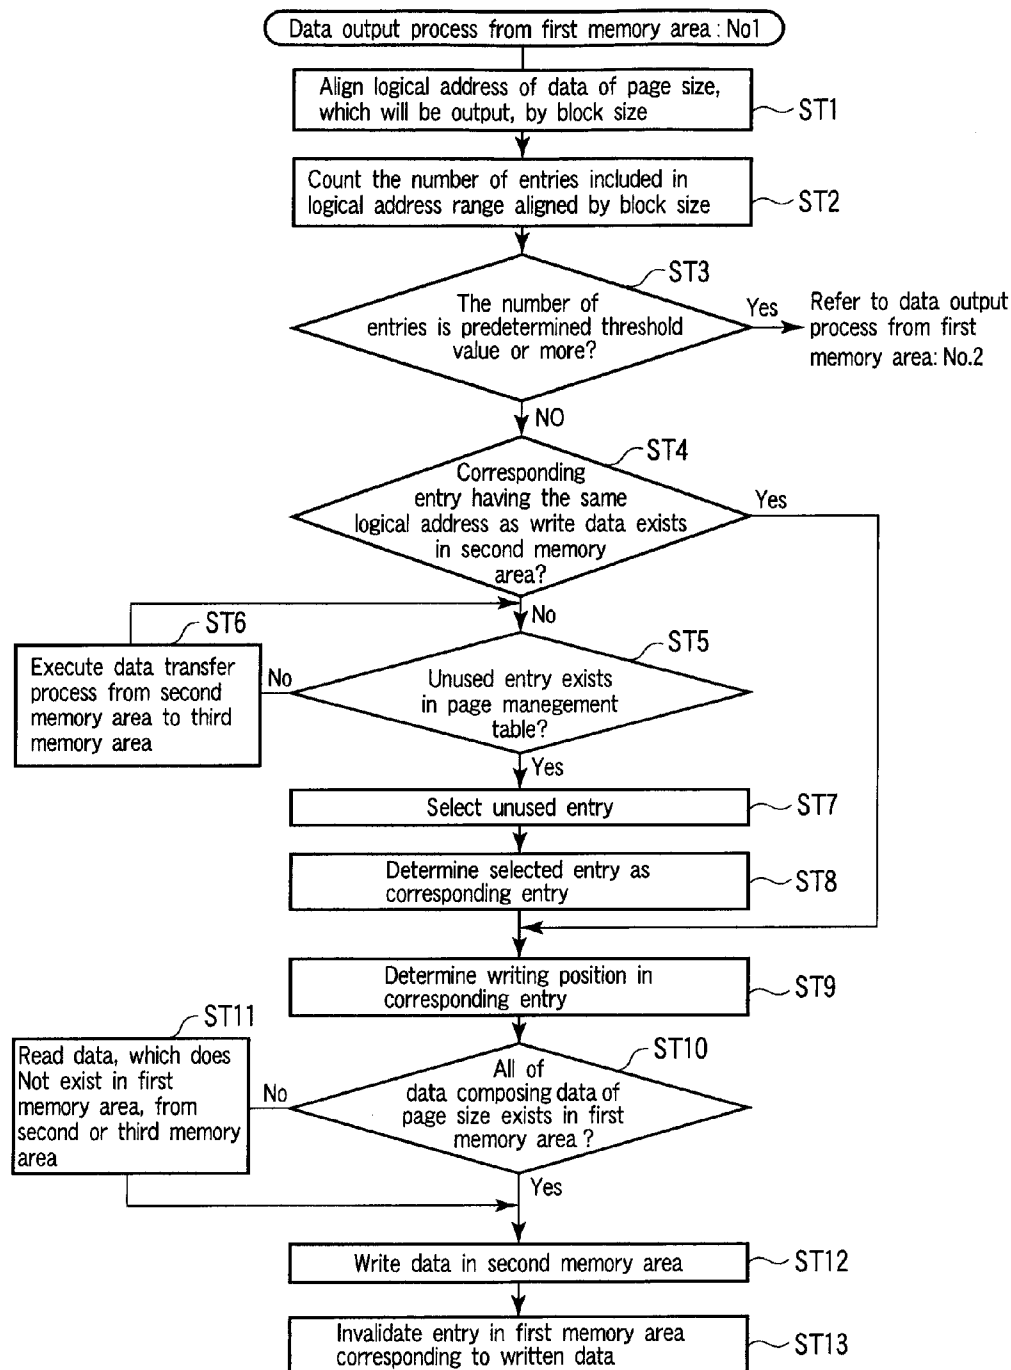 Data output process from first memory area : No1
Align logical address of data of page size,
which will be output, by block size
ST1
Count the number of entries included in
logical address range aligned by block size
ST2
ST3
The number of
entries is predetermined threshold
value or more?
Yes
Refer to data output
process from first
memory area: No.2
NO
ST4
Corresponding
entry having the same
logical address as write data exists
in second memory
area?
Yes
No
ST6
Execute data transfer
process from second
memory area to third
memory area
No
ST5
Unused entry exists
in page manegement
table?
Yes
Select unused entry
ST7
Determine selected entry as
corresponding entry
ST8
Determine writing position in
corresponding entry
ST9
ST11
Read data, which does
Not exist in first
memory area, from
second or third memory
area
No
ST10
All of
data composing data of
page size exists in first
memory area ?
Yes
Write data in second memory area
ST12
Invalidate entry in first memory area
corresponding to written data
ST13